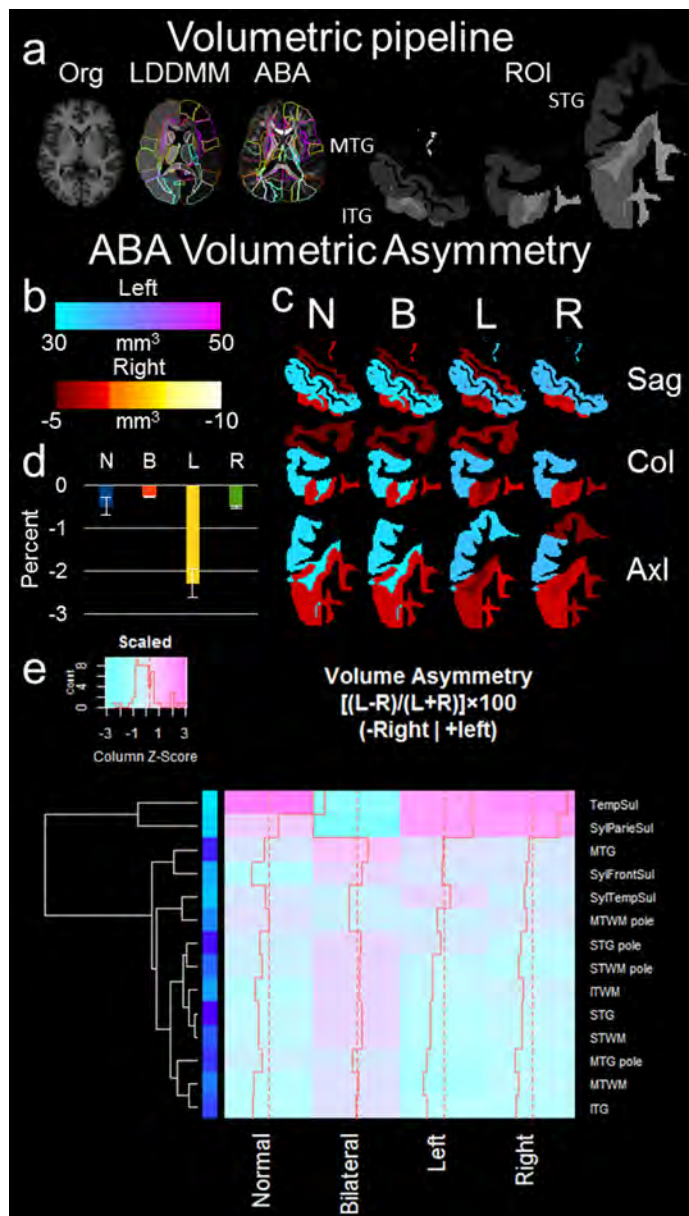 Volumetric pipeline
a
Org LDDMM ABA ROI
STG
MTG
ITG
ABA Volumetric Asymmetry
b
Left
30 mm³ 50
Right
-5 mm³ -10
c
N B L R
Sag
Col
Axl
d
N B L R
0
-1
-2
-3
Percent
e
Scaled
Count
0 4 8
-3 -1 1 3
Column Z-Score
Volume Asymmetry
[(L-R)/(L+R)]×100
(-Right | +left)
TempSul
SylParieSul
MTG
SylFrontSul
SylTempSul
MTWM pole
STG pole
STWM pole
ITWM
STG
STWM
MTG pole
MTWM
ITG
Normal
Bilateral
Left
Right